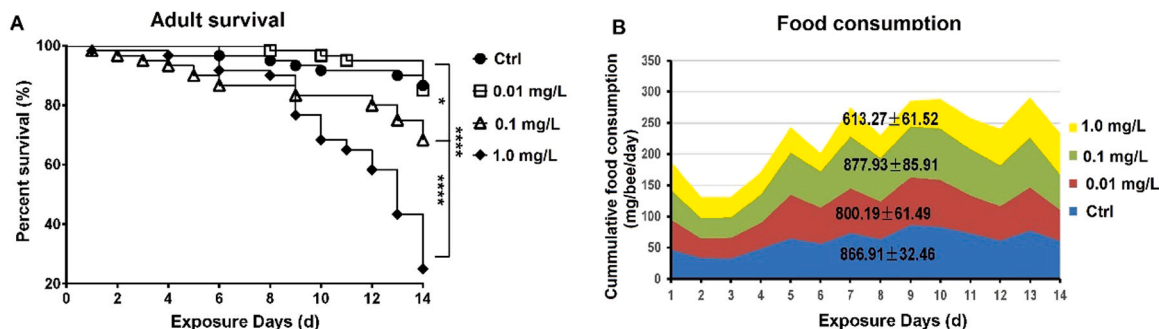 A
Adult survival
Percent survival (%)
100
80
60
40
20
0 2 4 6 8 10 12 14
Exposure Days (d)
Ctrl
0.01 mg/L
0.1 mg/L
1.0 mg/L
*
****
****
B
Food consumption
Cummulative food consumption
(mg/bee/day)
350
300
250
200
150
100
50
0
1 2 3 4 5 6 7 8 9 10 11 12 13 14
Exposure Days (d)
613.27±61.52
877.93±85.91
800.19±61.49
866.91±32.46
1.0 mg/L
0.1 mg/L
0.01 mg/L
Ctrl